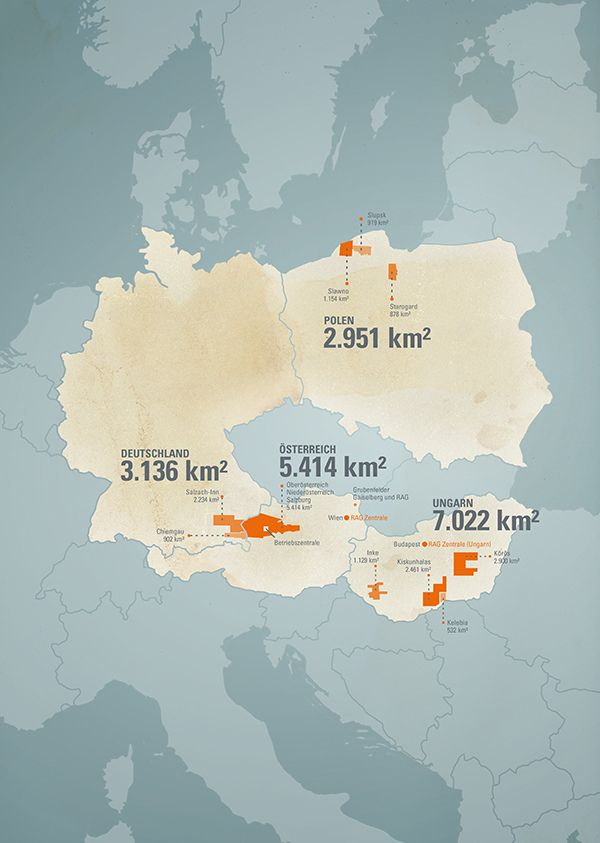 Slupsk
919 km²
Slawno
1.154 km²
Starogard
878 km²
POLEN
2.951 km²
DEUTSCHLAND
3.136 km²
Salzach-Inn
2.234 km²
Chiemgau
902 km²
ÖSTERREICH
5.414 km²
Oberösterreich
Niederösterreich
Salzburg
5.414 km²
Betriebszentrale
Grubenfelder
Gaiselberg und RAG
Wien RAG Zentrale
UNGARN
7.022 km²
Budapest RAG Zentrale (Ungarn)
Inke
1.129 km²
Kiskunhalas
2.461 km²
Körös
2.900 km²
Kelebia
532 km²